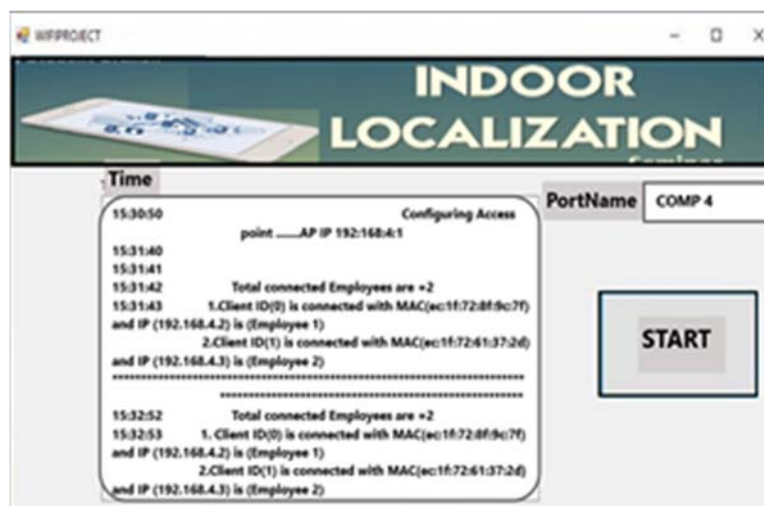 WIFPROJECT
INDOOR
LOCALIZATION
Seminar
Time
PortName COMP 4
15:30:50 Configuring Access
point ......AP IP 192:168:4:1
15:31:40
15:31:41
15:31:42 Total connected Employees are =2
15:31:43 1.Client ID(0) is connected with MAC(ec:1f:72:8f:9c:7f)
and IP (192.168.4.2) is (Employee 1)
2.Client ID(1) is connected with MAC(ec:1f:72:61:37:2d)
and IP (192.168.4.3) is (Employee 2)
15:32:52 Total connected Employees are =2
15:32:53 1. Client ID(0) is connected with MAC(ec:1f:72:8f:9c:7f)
and IP (192.168.4.2) is (Employee 1)
2.Client ID(1) is connected with MAC(ec:1f:72:61:37:2d)
and IP (192.168.4.3) is (Employee 2)
START